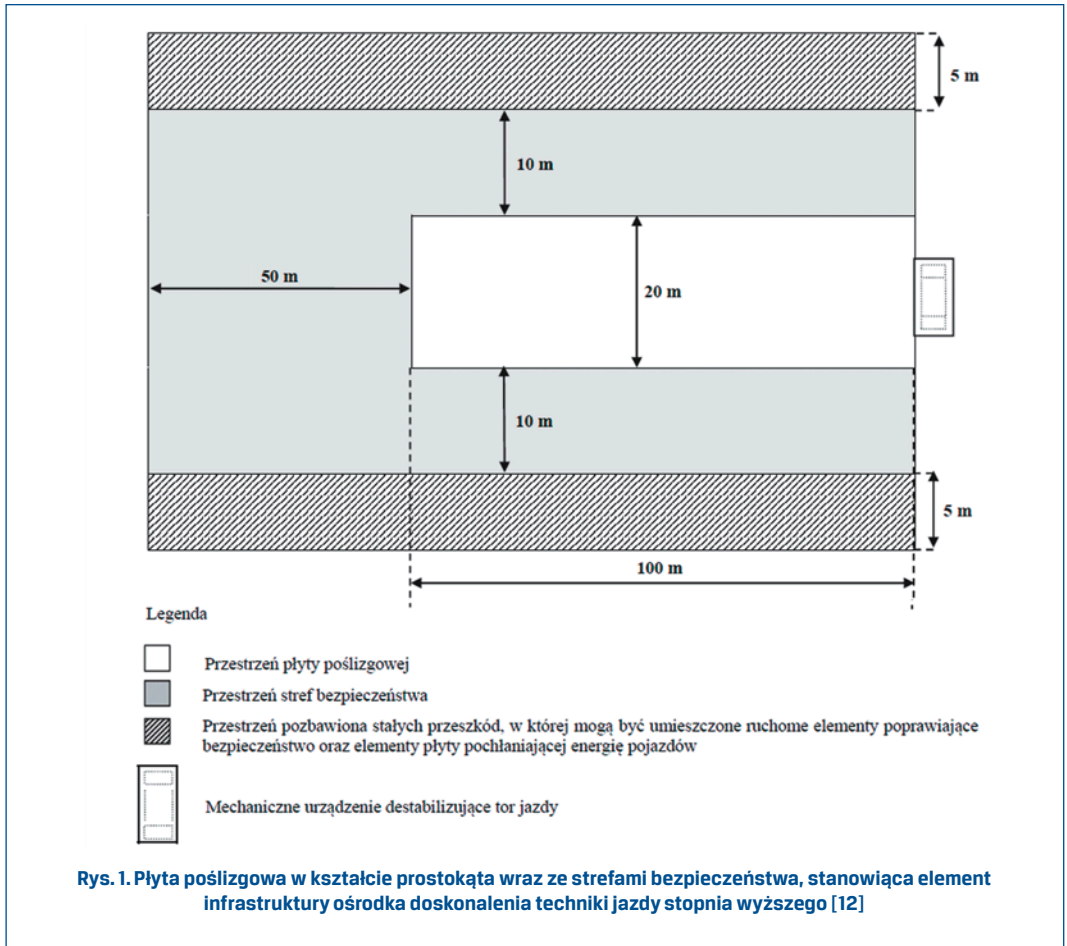 5 m
10 m
50 m
20 m
10 m
5 m
100 m
Legenda
Przestrzeń płyty poślizgowej
Przestrzeń stref bezpieczeństwa
Przestrzeń pozbawiona stałych przeszkód, w której mogą być umieszczone ruchome elementy poprawiające
bezpieczeństwo oraz elementy płyty pochłaniającej energię pojazdów
Mechaniczne urządzenie destabilizujące tor jazdy
Rys. 1. Płyta poślizgowa w kształcie prostokąta wraz ze strefami bezpieczeństwa, stanowiąca element
infrastruktury ośrodka doskonalenia techniki jazdy stopnia wyższego [12]